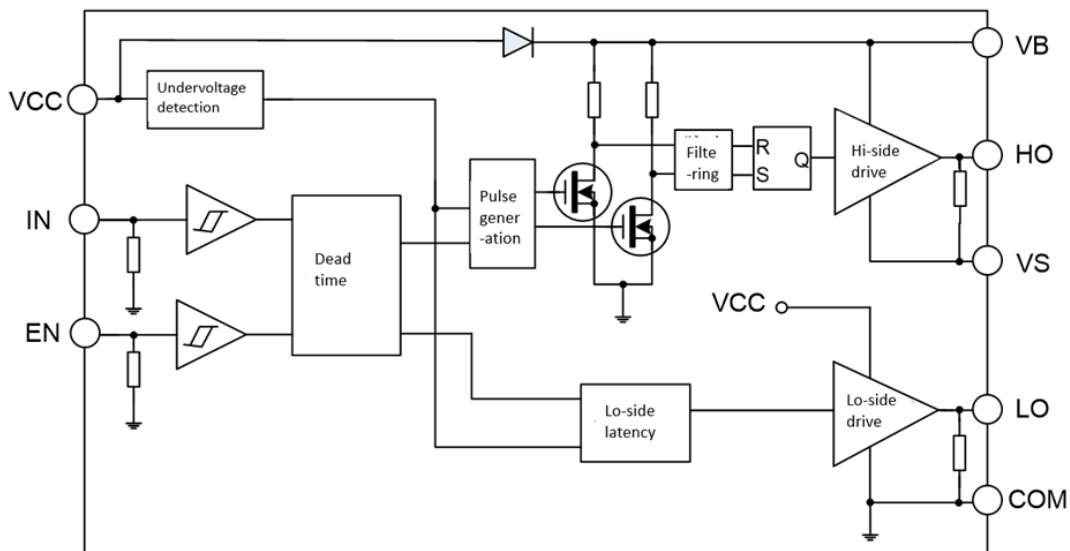 VCC
Undervoltage
detection
IN
EN
Dead
time
Pulse
gener
-ation
Filte
-ring
R
S
Q
Hi-side
drive
VB
HO
VS
VCC
Lo-side
latency
Lo-side
drive
LO
COM